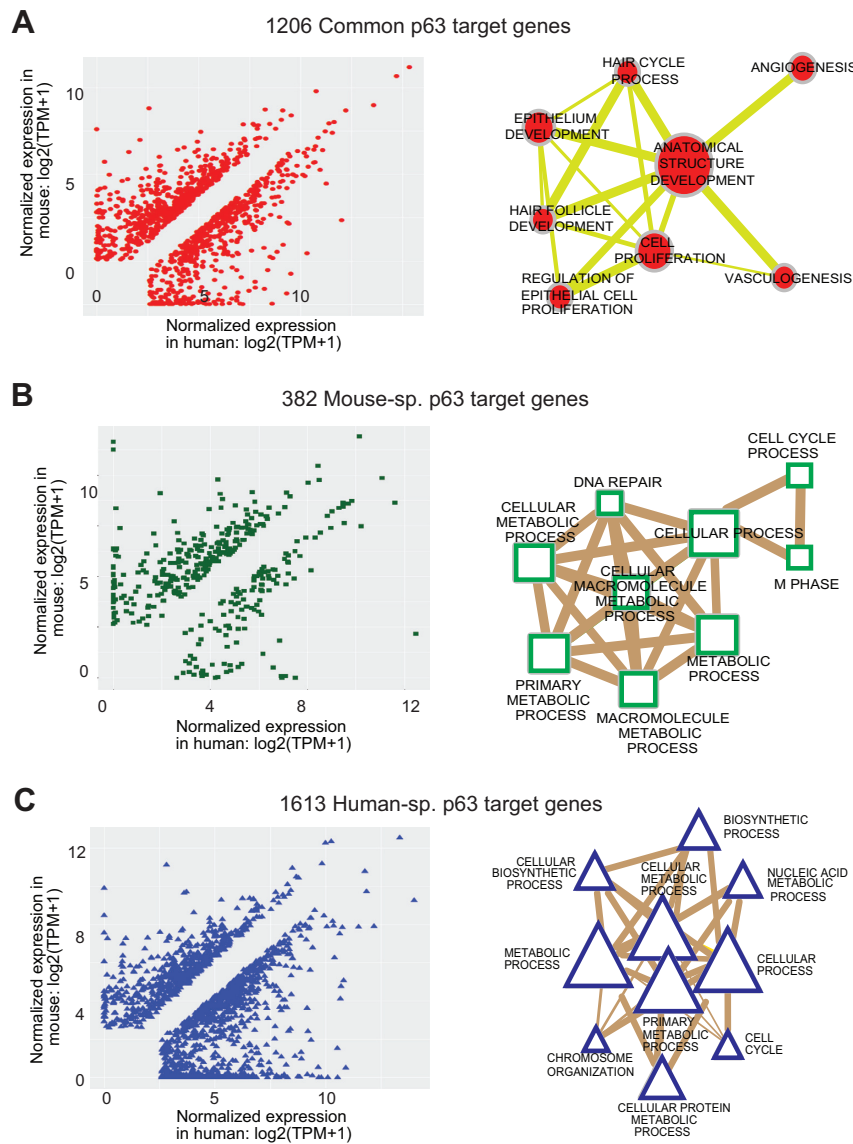 A
1206 Common p63 target genes
Normalized expression in
mouse: log2(TPM+1)
10
5
0
0
5
10
Normalized expression
in human: log2(TPM+1)
HAIR CYCLE
PROCESS
ANGIOGENESIS
EPITHELIUM
DEVELOPMENT
ANATOMICAL
STRUCTURE
DEVELOPMENT
HAIR FOLLICLE
DEVELOPMENT
CELL
PROLIFERATION
REGULATION OF
EPITHELIAL CELL
PROLIFERATION
VASCULOGENESIS
B
382 Mouse-sp. p63 target genes
Normalized expression in
mouse: log2(TPM+1)
10
5
0
0
4
8
12
Normalized expression
in human: log2(TPM+1)
CELL CYCLE
PROCESS
DNA REPAIR
CELLULAR
METABOLIC
PROCESS
CELLULAR PROCESS
M PHASE
CELLULAR
MACROMOLECULE
METABOLIC
PROCESS
PRIMARY
METABOLIC
PROCESS
METABOLIC
PROCESS
MACROMOLECULE
METABOLIC
PROCESS
C
1613 Human-sp. p63 target genes
Normalized expression in
mouse: log2(TPM+1)
12
8
4
0
0
5
10
Normalized expression
in human: log2(TPM+1)
BIOSYNTHETIC
PROCESS
CELLULAR
BIOSYNTHETIC
PROCESS
CELLULAR
METABOLIC
PROCESS
NUCLEIC ACID
METABOLIC
PROCESS
METABOLIC
PROCESS
CELLULAR
PROCESS
PRIMARY
METABOLIC
PROCESS
CHROMOSOME
ORGANIZATION
CELL
CYCLE
CELLULAR PROTEIN
METABOLIC
PROCESS